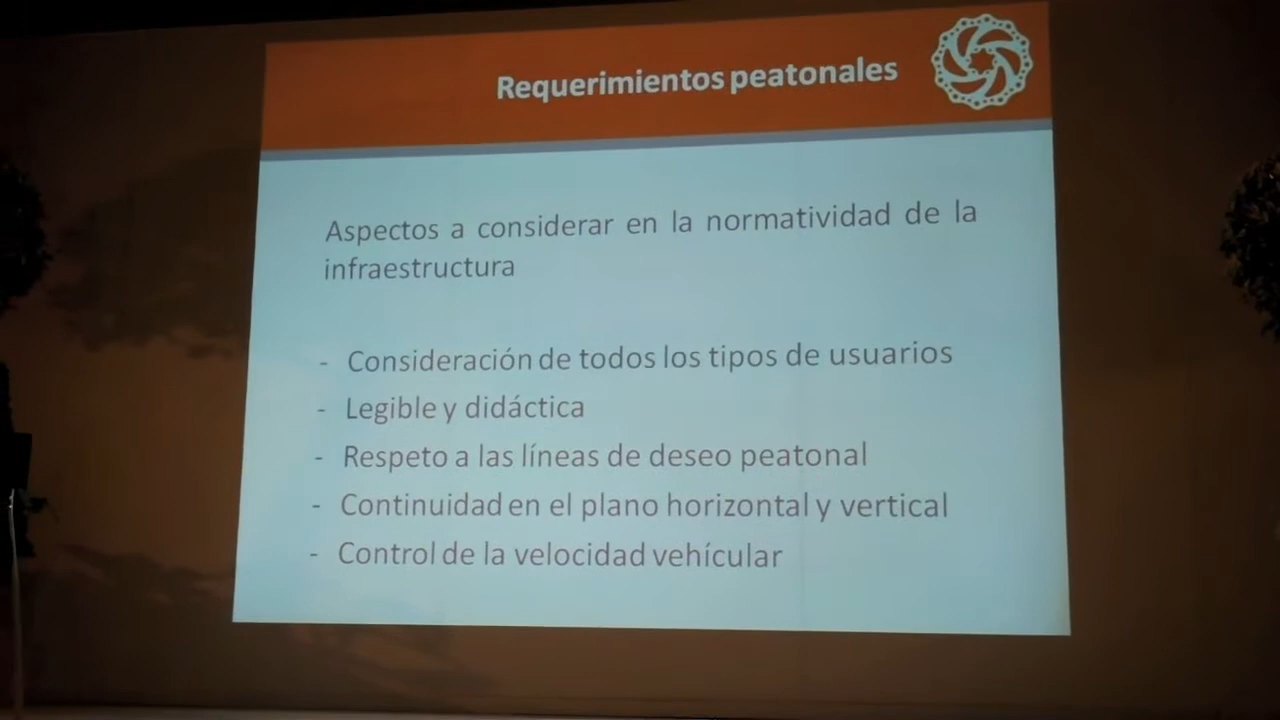 Requerimientos peatonales
Aspectos a considerar en la normatividad de la
infraestructura
- Consideración de todos los tipos de usuarios
- Legible y didáctica
- Respeto a las líneas de deseo peatonal
- Continuidad en el plano horizontal y vertical
- Control de la velocidad vehícular